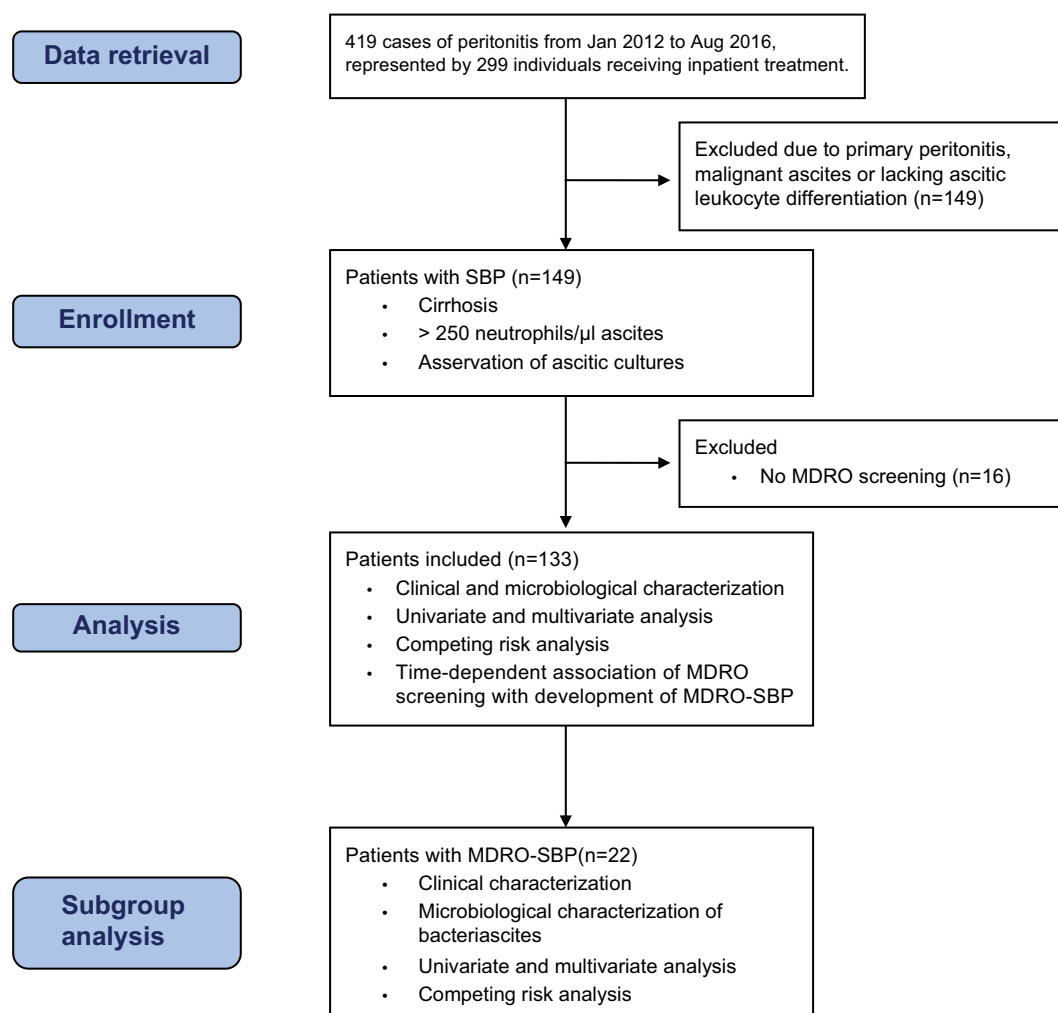 Data retrieval
419 cases of peritonitis from Jan 2012 to Aug 2016,
represented by 299 individuals receiving inpatient treatment.
Excluded due to primary peritonitis,
malignant ascites or lacking ascitic
leukocyte differentiation (n=149)
Enrollment
Patients with SBP (n=149)
• Cirrhosis
• > 250 neutrophils/µl ascites
• Asservation of ascitic cultures
Excluded
• No MDRO screening (n=16)
Analysis
Patients included (n=133)
• Clinical and microbiological characterization
• Univariate and multivariate analysis
• Competing risk analysis
• Time-dependent association of MDRO
screening with development of MDRO-SBP
Subgroup
analysis
Patients with MDRO-SBP(n=22)
• Clinical characterization
• Microbiological characterization of
bacteriascites
• Univariate and multivariate analysis
• Competing risk analysis